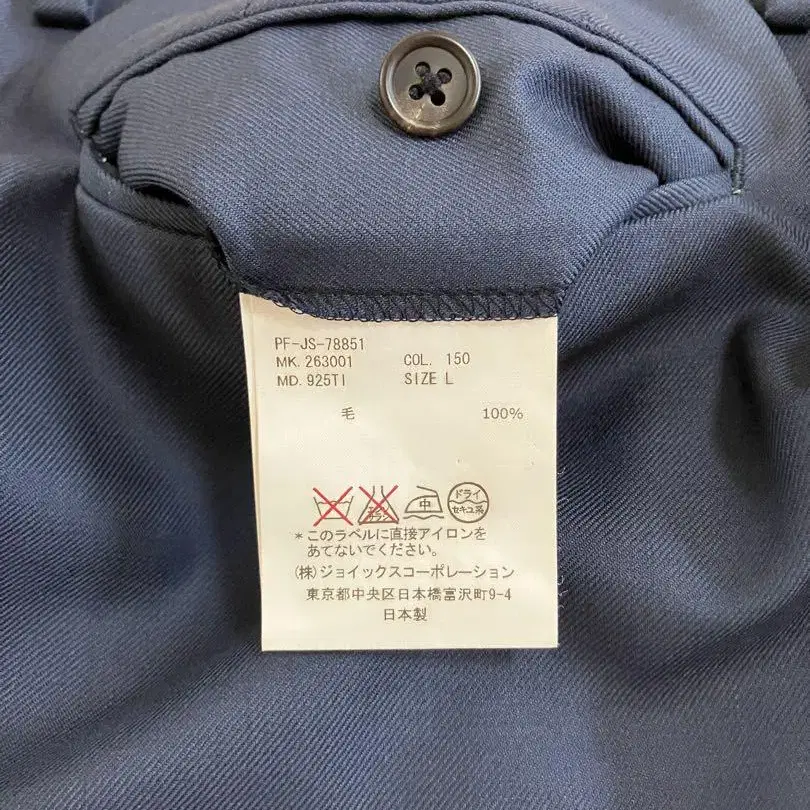 PF-JS-78851
MK. 263001 COL. 150
MD. 925TI SIZE L
毛 100%
中 ドライ セキユ系
*このラベルに直接アイロンを
あてないでください。
(株)ジョイックスコーポレーション
東京都中央区日本橋富沢町9-4
日本製